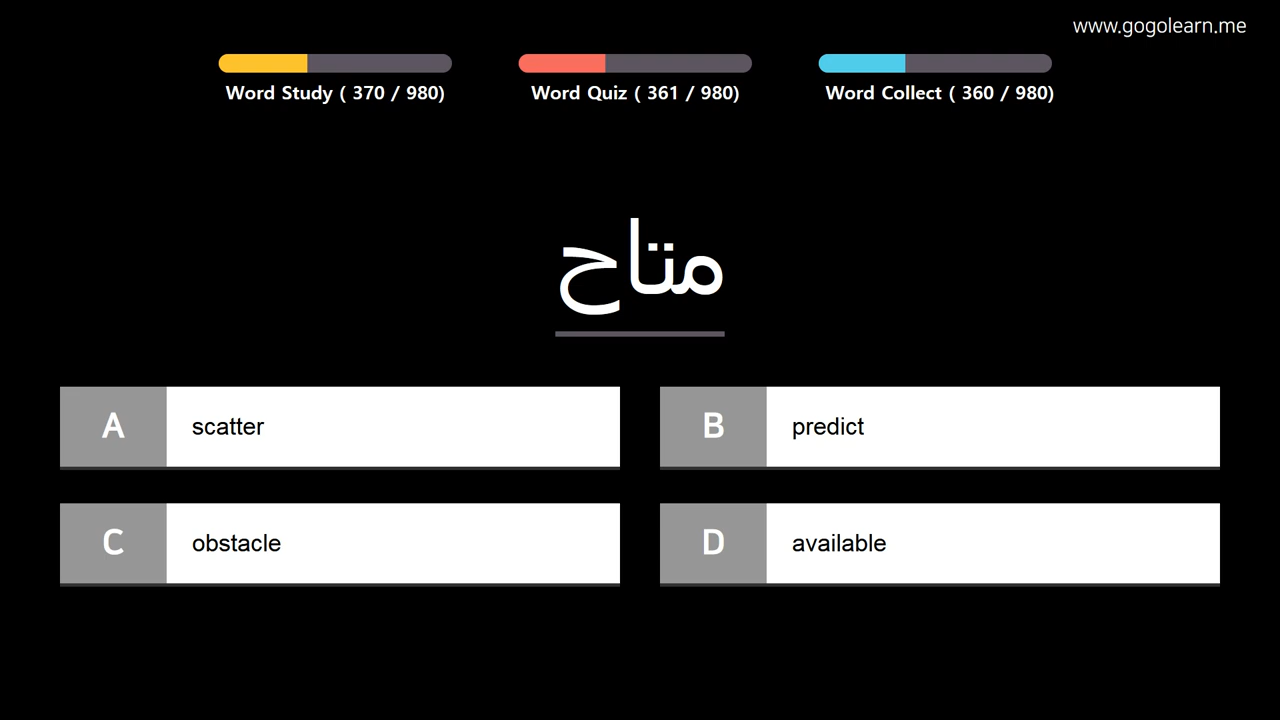 www.gogolearn.me
Word Study ( 370 / 980)
Word Quiz ( 361 / 980)
Word Collect ( 360 / 980)
متاح
A scatter
B predict
C obstacle
D available